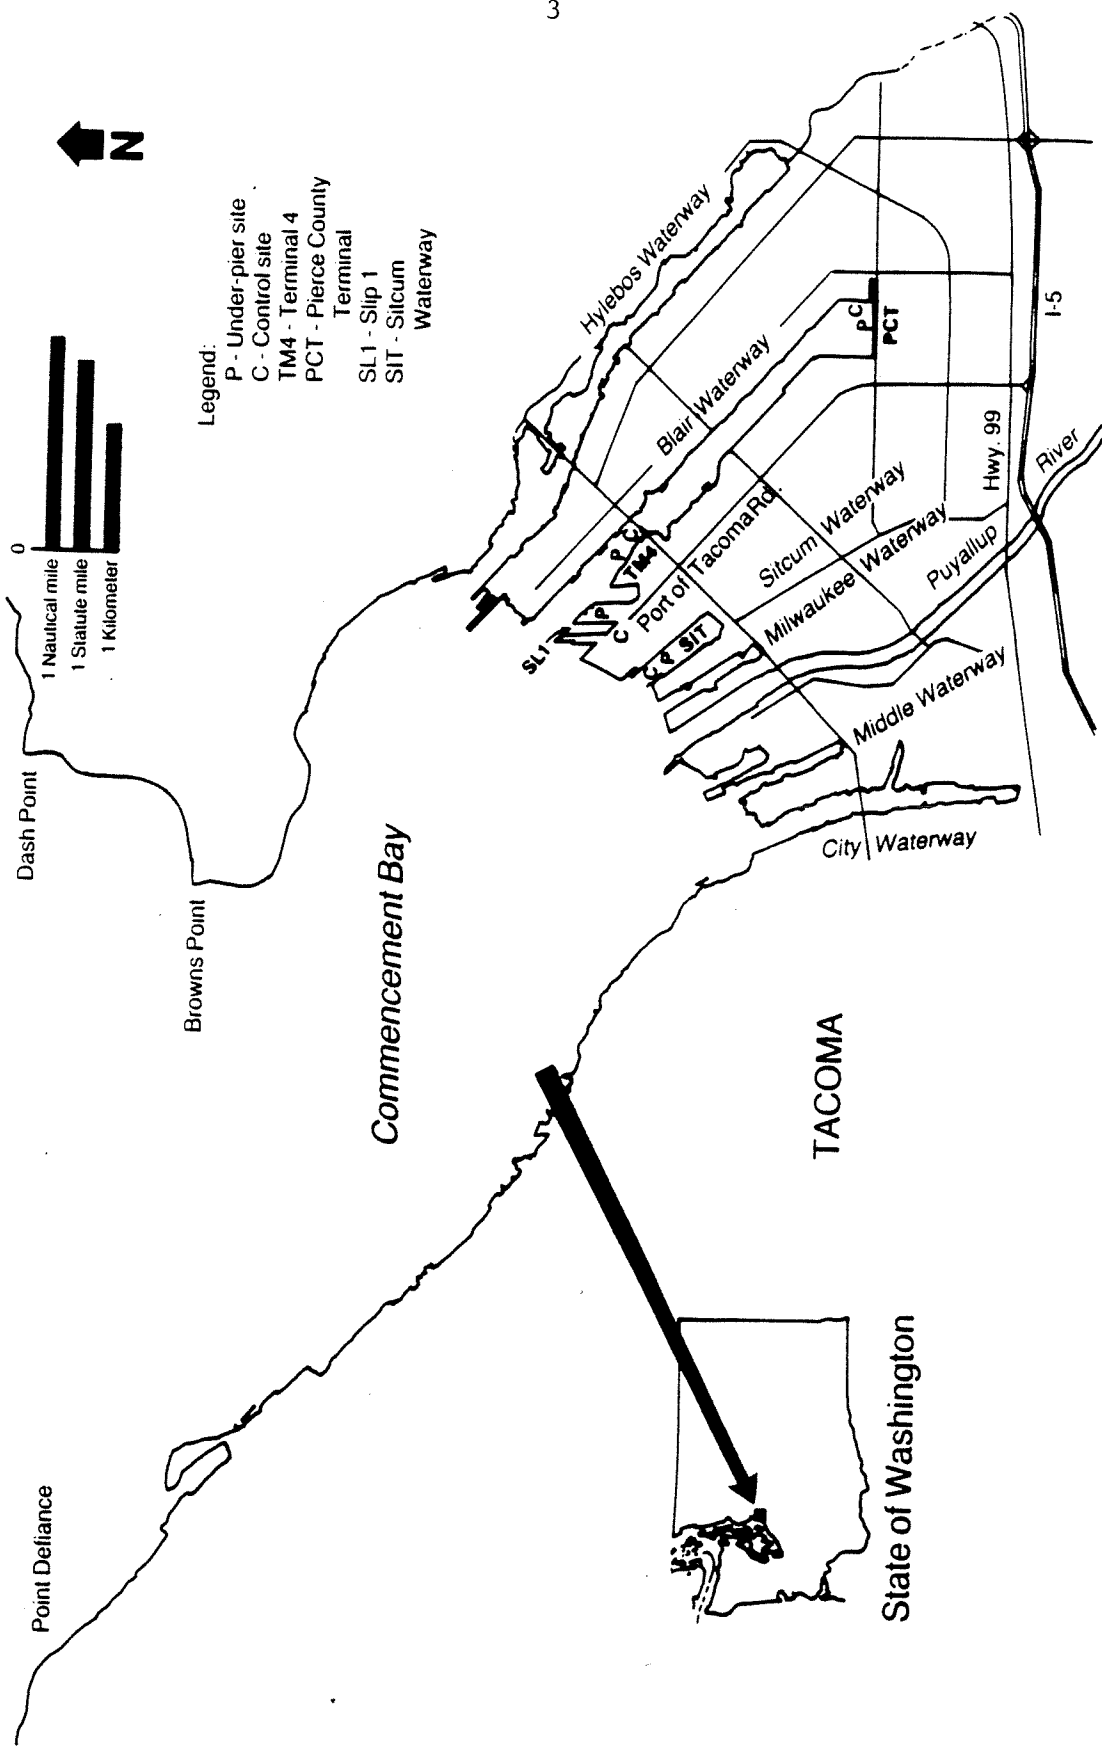 3
Dash Point
Browns Point
Point Defiance
Commencement Bay
TACOMA
State of Washington
0
1 Nautical mile
1 Statute mile
1 Kilometer
N
Legend:
P - Under-pier site
C - Control site
TM4 - Terminal 4
PCT - Pierce County
Terminal
SL1 - Slip 1
SIT - Sitcum
Waterway
Hylebos Waterway
Blair Waterway
P C
PCT
P C
TM4
SL1
P
C
Port of Tacoma Rd.
C P SIT
Sitcum Waterway
Milwaukee Waterway
Puyallup River
Middle Waterway
City Waterway
Hwy. 99
I-5